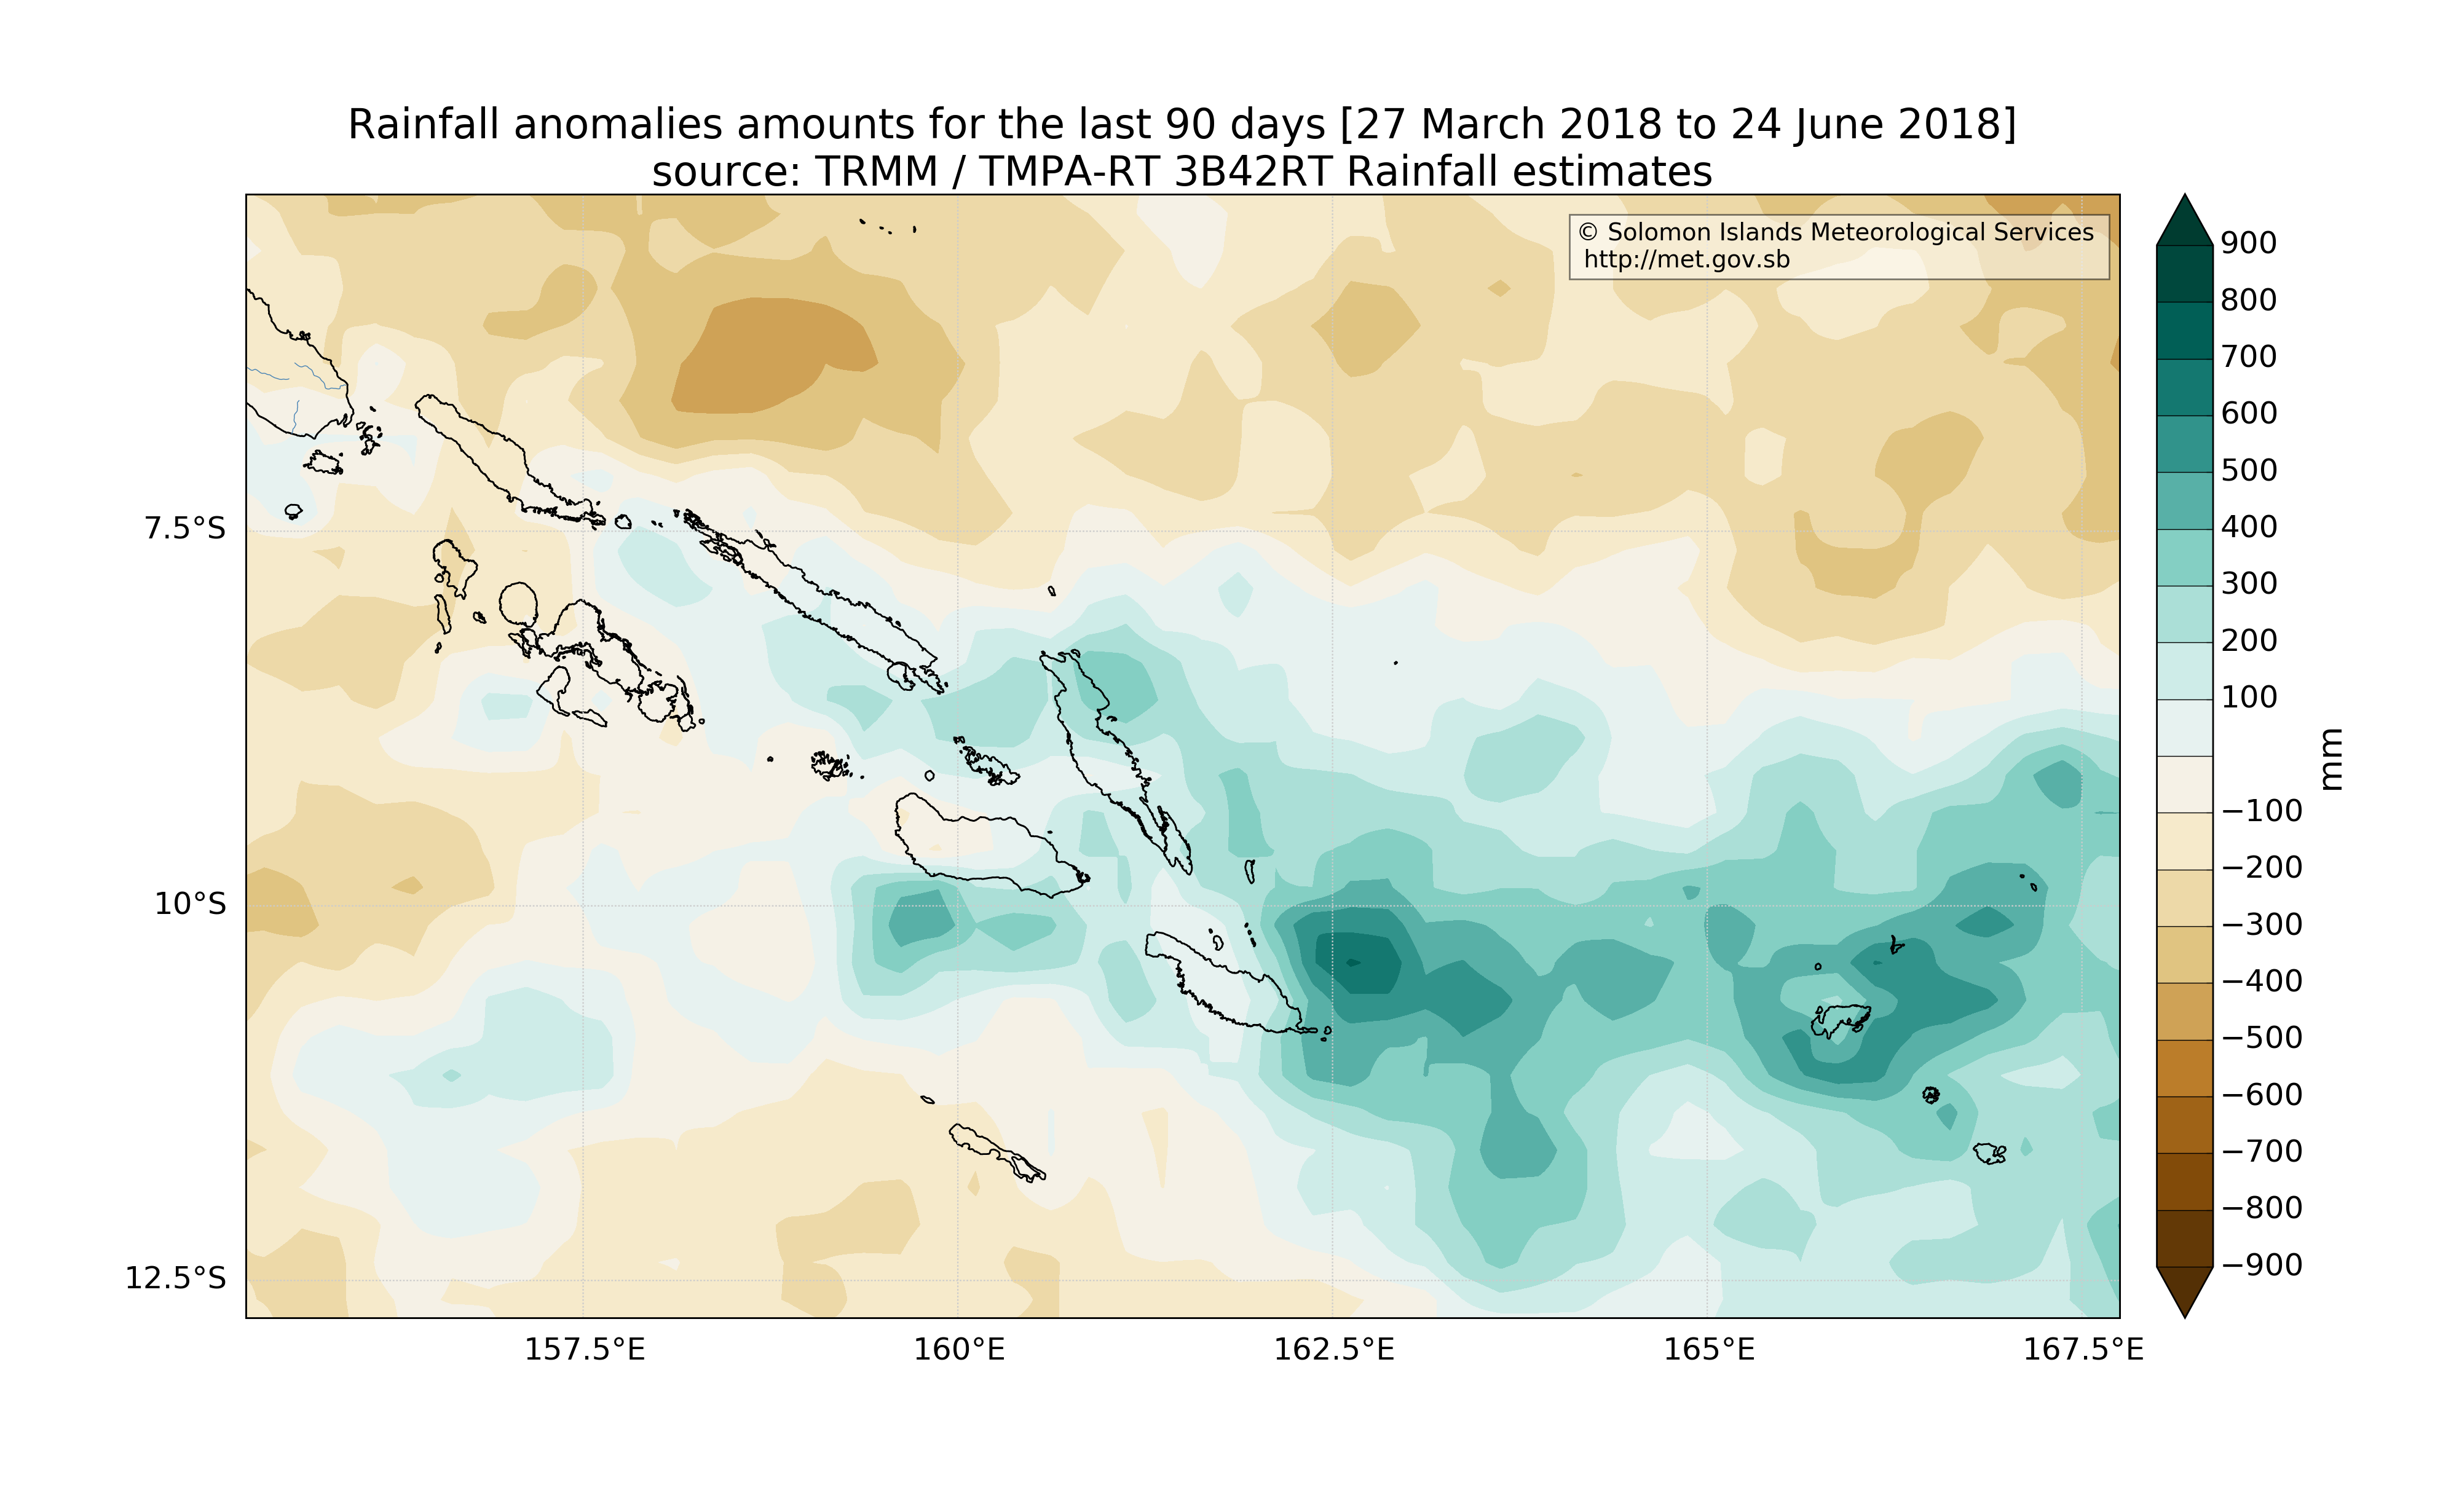 Rainfall anomalies amounts for the last 90 days [27 March 2018 to 24 June 2018]
source: TRMM / TMPA-RT 3B42RT Rainfall estimates
© Solomon Islands Meteorological Services
http://met.gov.sb
7.5°S
10°S
12.5°S
157.5°E
160°E
162.5°E
165°E
167.5°E
900
800
700
600
500
400
300
200
100
−100
−200
−300
−400
−500
−600
−700
−800
−900
mm